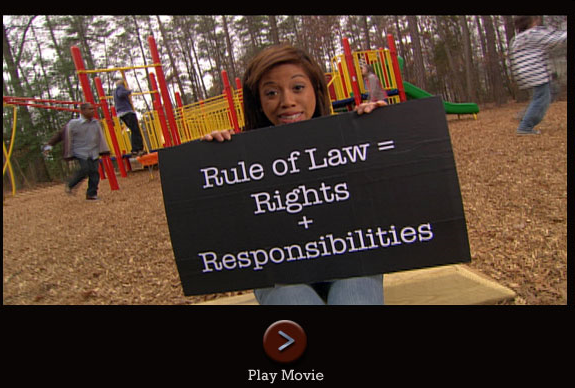 Rule of Law =
Rights
+
Responsibilities
Play Movie